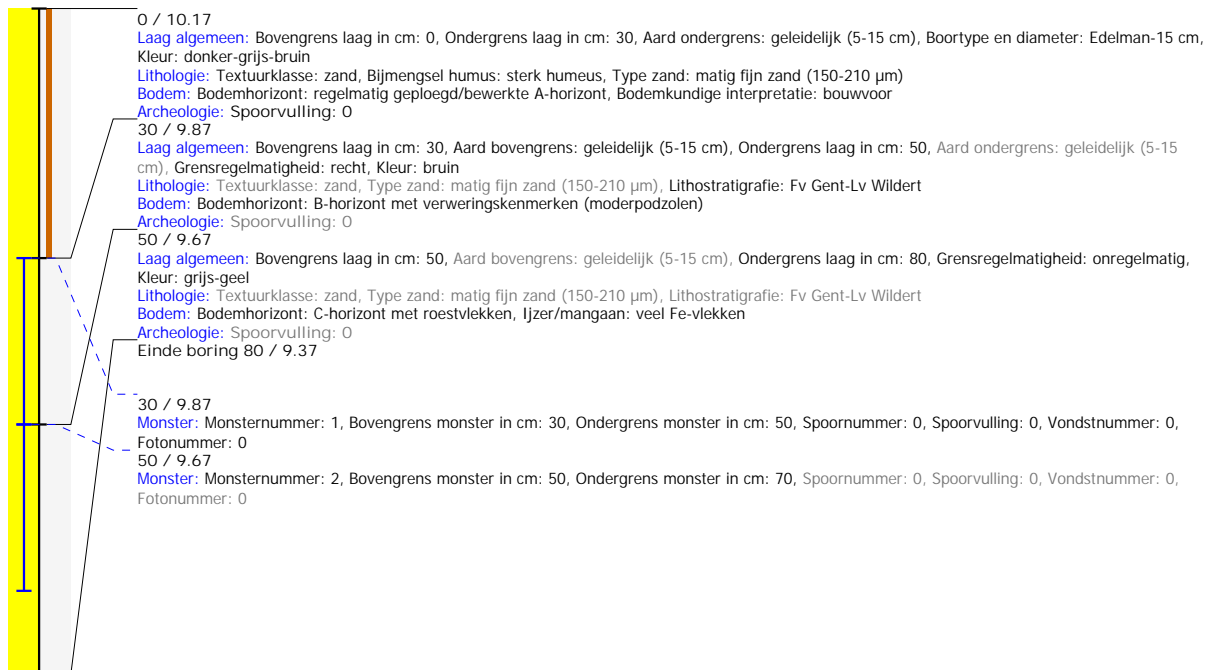 0 / 10.17
Laag algemeen: Bovengrens laag in cm: 0, Ondergrens laag in cm: 30, Aard ondergrens: geleidelijk (5-15 cm), Boortype en diameter: Edelman-15 cm,
Kleur: donker-grijs-bruin
Lithologie: Textuurklasse: zand, Bijmengsel humus: sterk humeus, Type zand: matig fijn zand (150-210 µm)
Bodem: Bodemhorizont: regelmatig geploegd/bewerkte A-horizont, Bodemkundige interpretatie: bouwvoor
Archeologie: Spoorvulling: 0
30 / 9.87
Laag algemeen: Bovengrens laag in cm: 30, Aard bovengrens: geleidelijk (5-15 cm), Ondergrens laag in cm: 50, Aard ondergrens: geleidelijk (5-15
cm), Grensregelmatigheid: recht, Kleur: bruin
Lithologie: Textuurklasse: zand, Type zand: matig fijn zand (150-210 µm), Lithostratigrafie: Fv Gent-Lv Wildert
Bodem: Bodemhorizont: B-horizont met verweringskenmerken (moderpodzolen)
Archeologie: Spoorvulling: 0
50 / 9.67
Laag algemeen: Bovengrens laag in cm: 50, Aard bovengrens: geleidelijk (5-15 cm), Ondergrens laag in cm: 80, Grensregelmatigheid: onregelmatig,
Kleur: grijs-geel
Lithologie: Textuurklasse: zand, Type zand: matig fijn zand (150-210 µm), Lithostratigrafie: Fv Gent-Lv Wildert
Bodem: Bodemhorizont: C-horizont met roestvlekken, Ijzer/mangaan: veel Fe-vlekken
Archeologie: Spoorvulling: 0
Einde boring 80 / 9.37
30 / 9.87
Monster: Monsternummer: 1, Bovengrens monster in cm: 30, Ondergrens monster in cm: 50, Spoornummer: 0, Spoorvulling: 0, Vondstnummer: 0,
Fotonummer: 0
50 / 9.67
Monster: Monsternummer: 2, Bovengrens monster in cm: 50, Ondergrens monster in cm: 70, Spoornummer: 0, Spoorvulling: 0, Vondstnummer: 0,
Fotonummer: 0